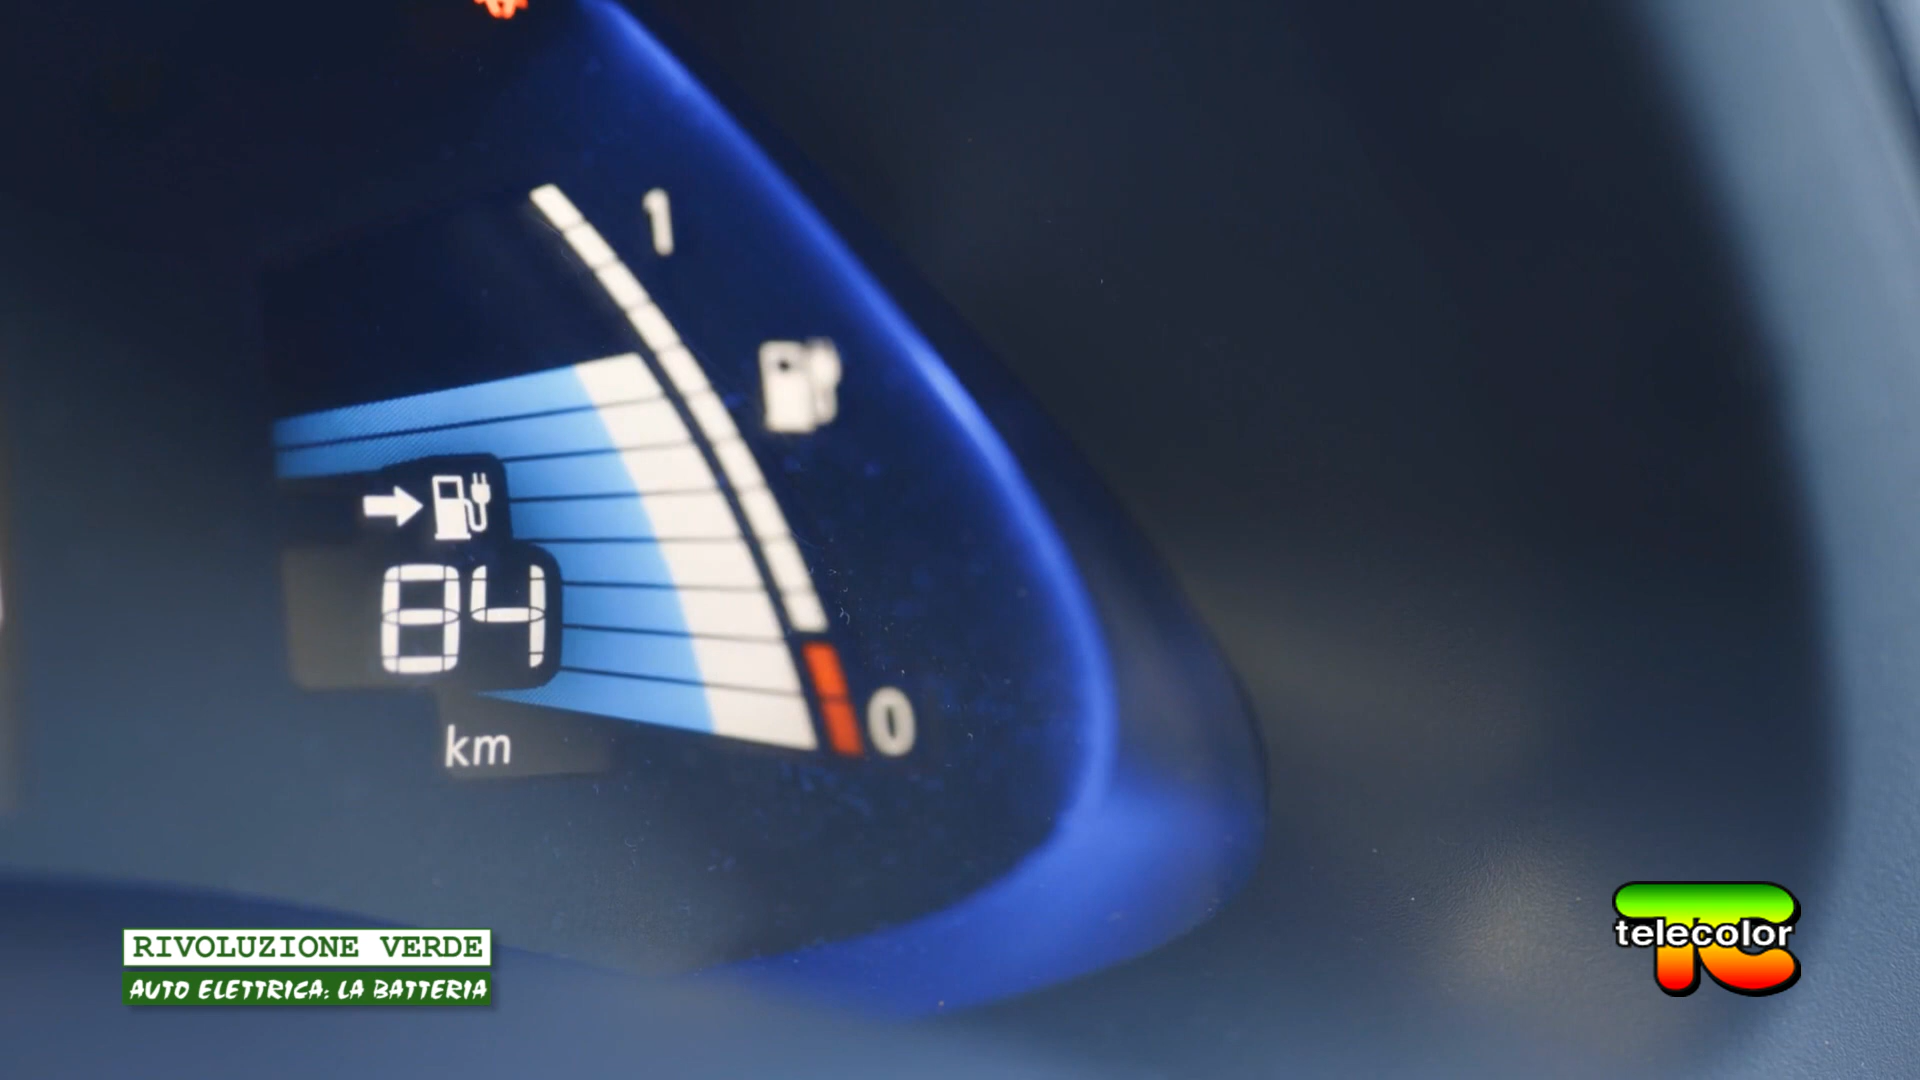 1
84
km
0
RIVOLUZIONE VERDE
AUTO ELETTRICA: LA BATTERIA
telecolor